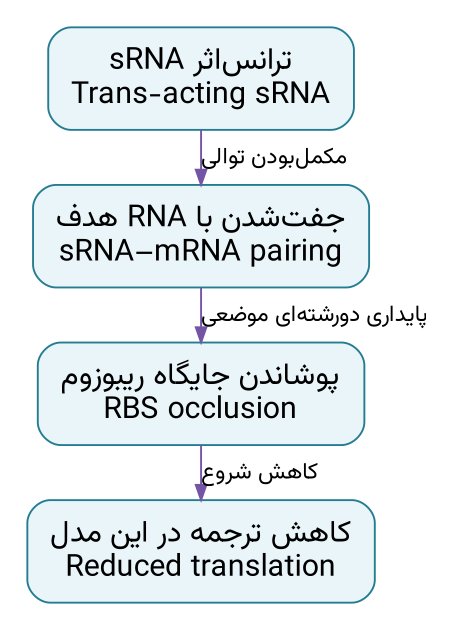 sRNA ترانس‌اثر
Trans-acting sRNA
مکمل‌بودن توالی
جفت‌شدن با RNA هدف
sRNA–mRNA pairing
پایداری دورشته‌ای موضعی
پوشاندن جایگاه ریبوزوم
RBS occlusion
کاهش شروع
کاهش ترجمه در این مدل
Reduced translation